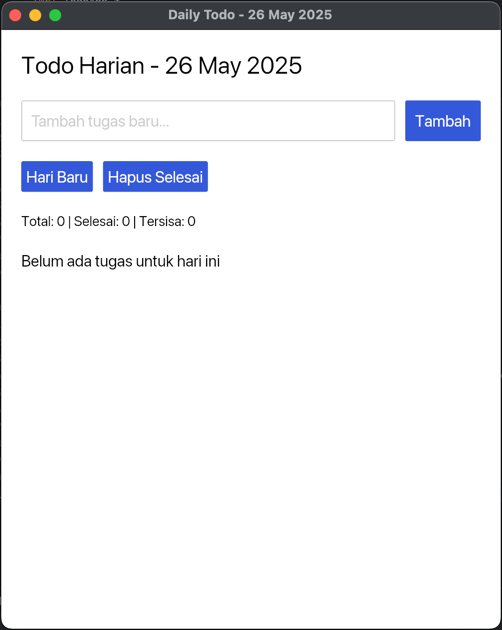 Daily Todo - 26 May 2025
Todo Harian - 26 May 2025
Tambah tugas baru...
Tambah
Hari Baru
Hapus Selesai
Total: 0 | Selesai: 0 | Tersisa: 0
Belum ada tugas untuk hari ini